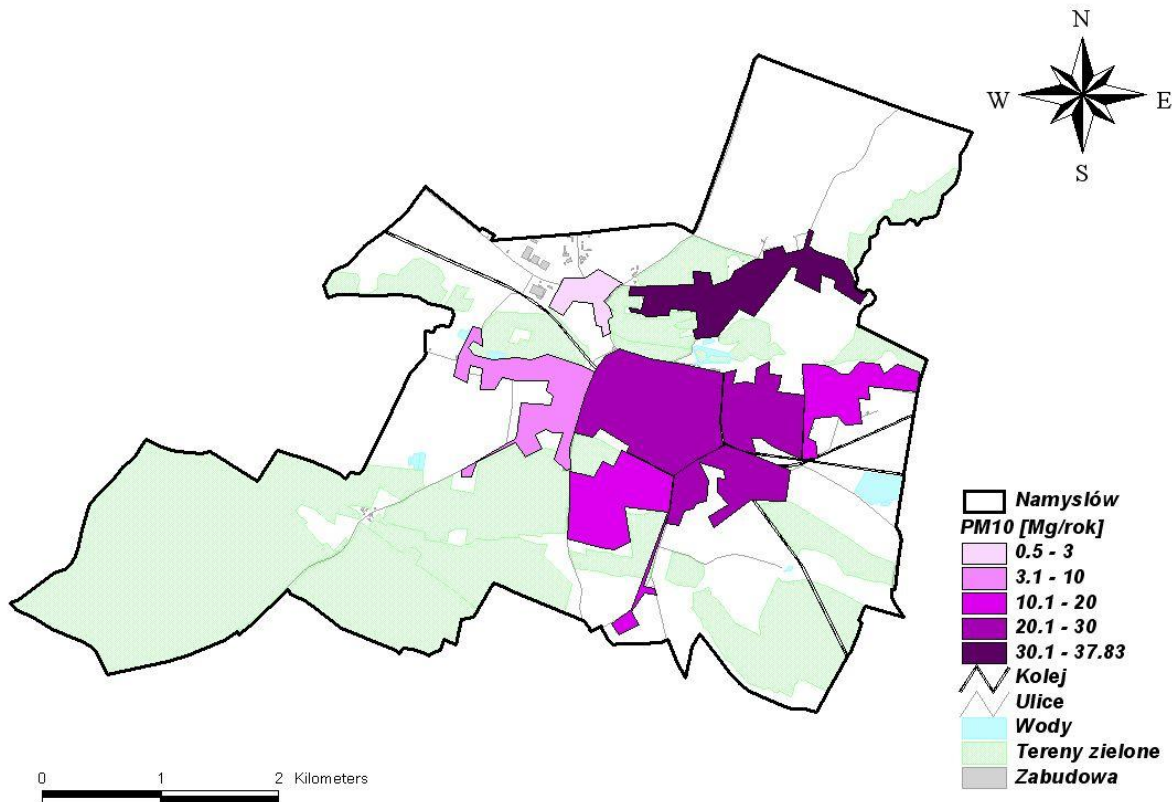 N
W E
S
Namyslów
PM10 [Mg/rok]
0.5 - 3
3.1 - 10
10.1 - 20
20.1 - 30
30.1 - 37.83
Kolej
Ulice
Wody
Tereny zielone
Zabudowa
0 1 2 Kilometers